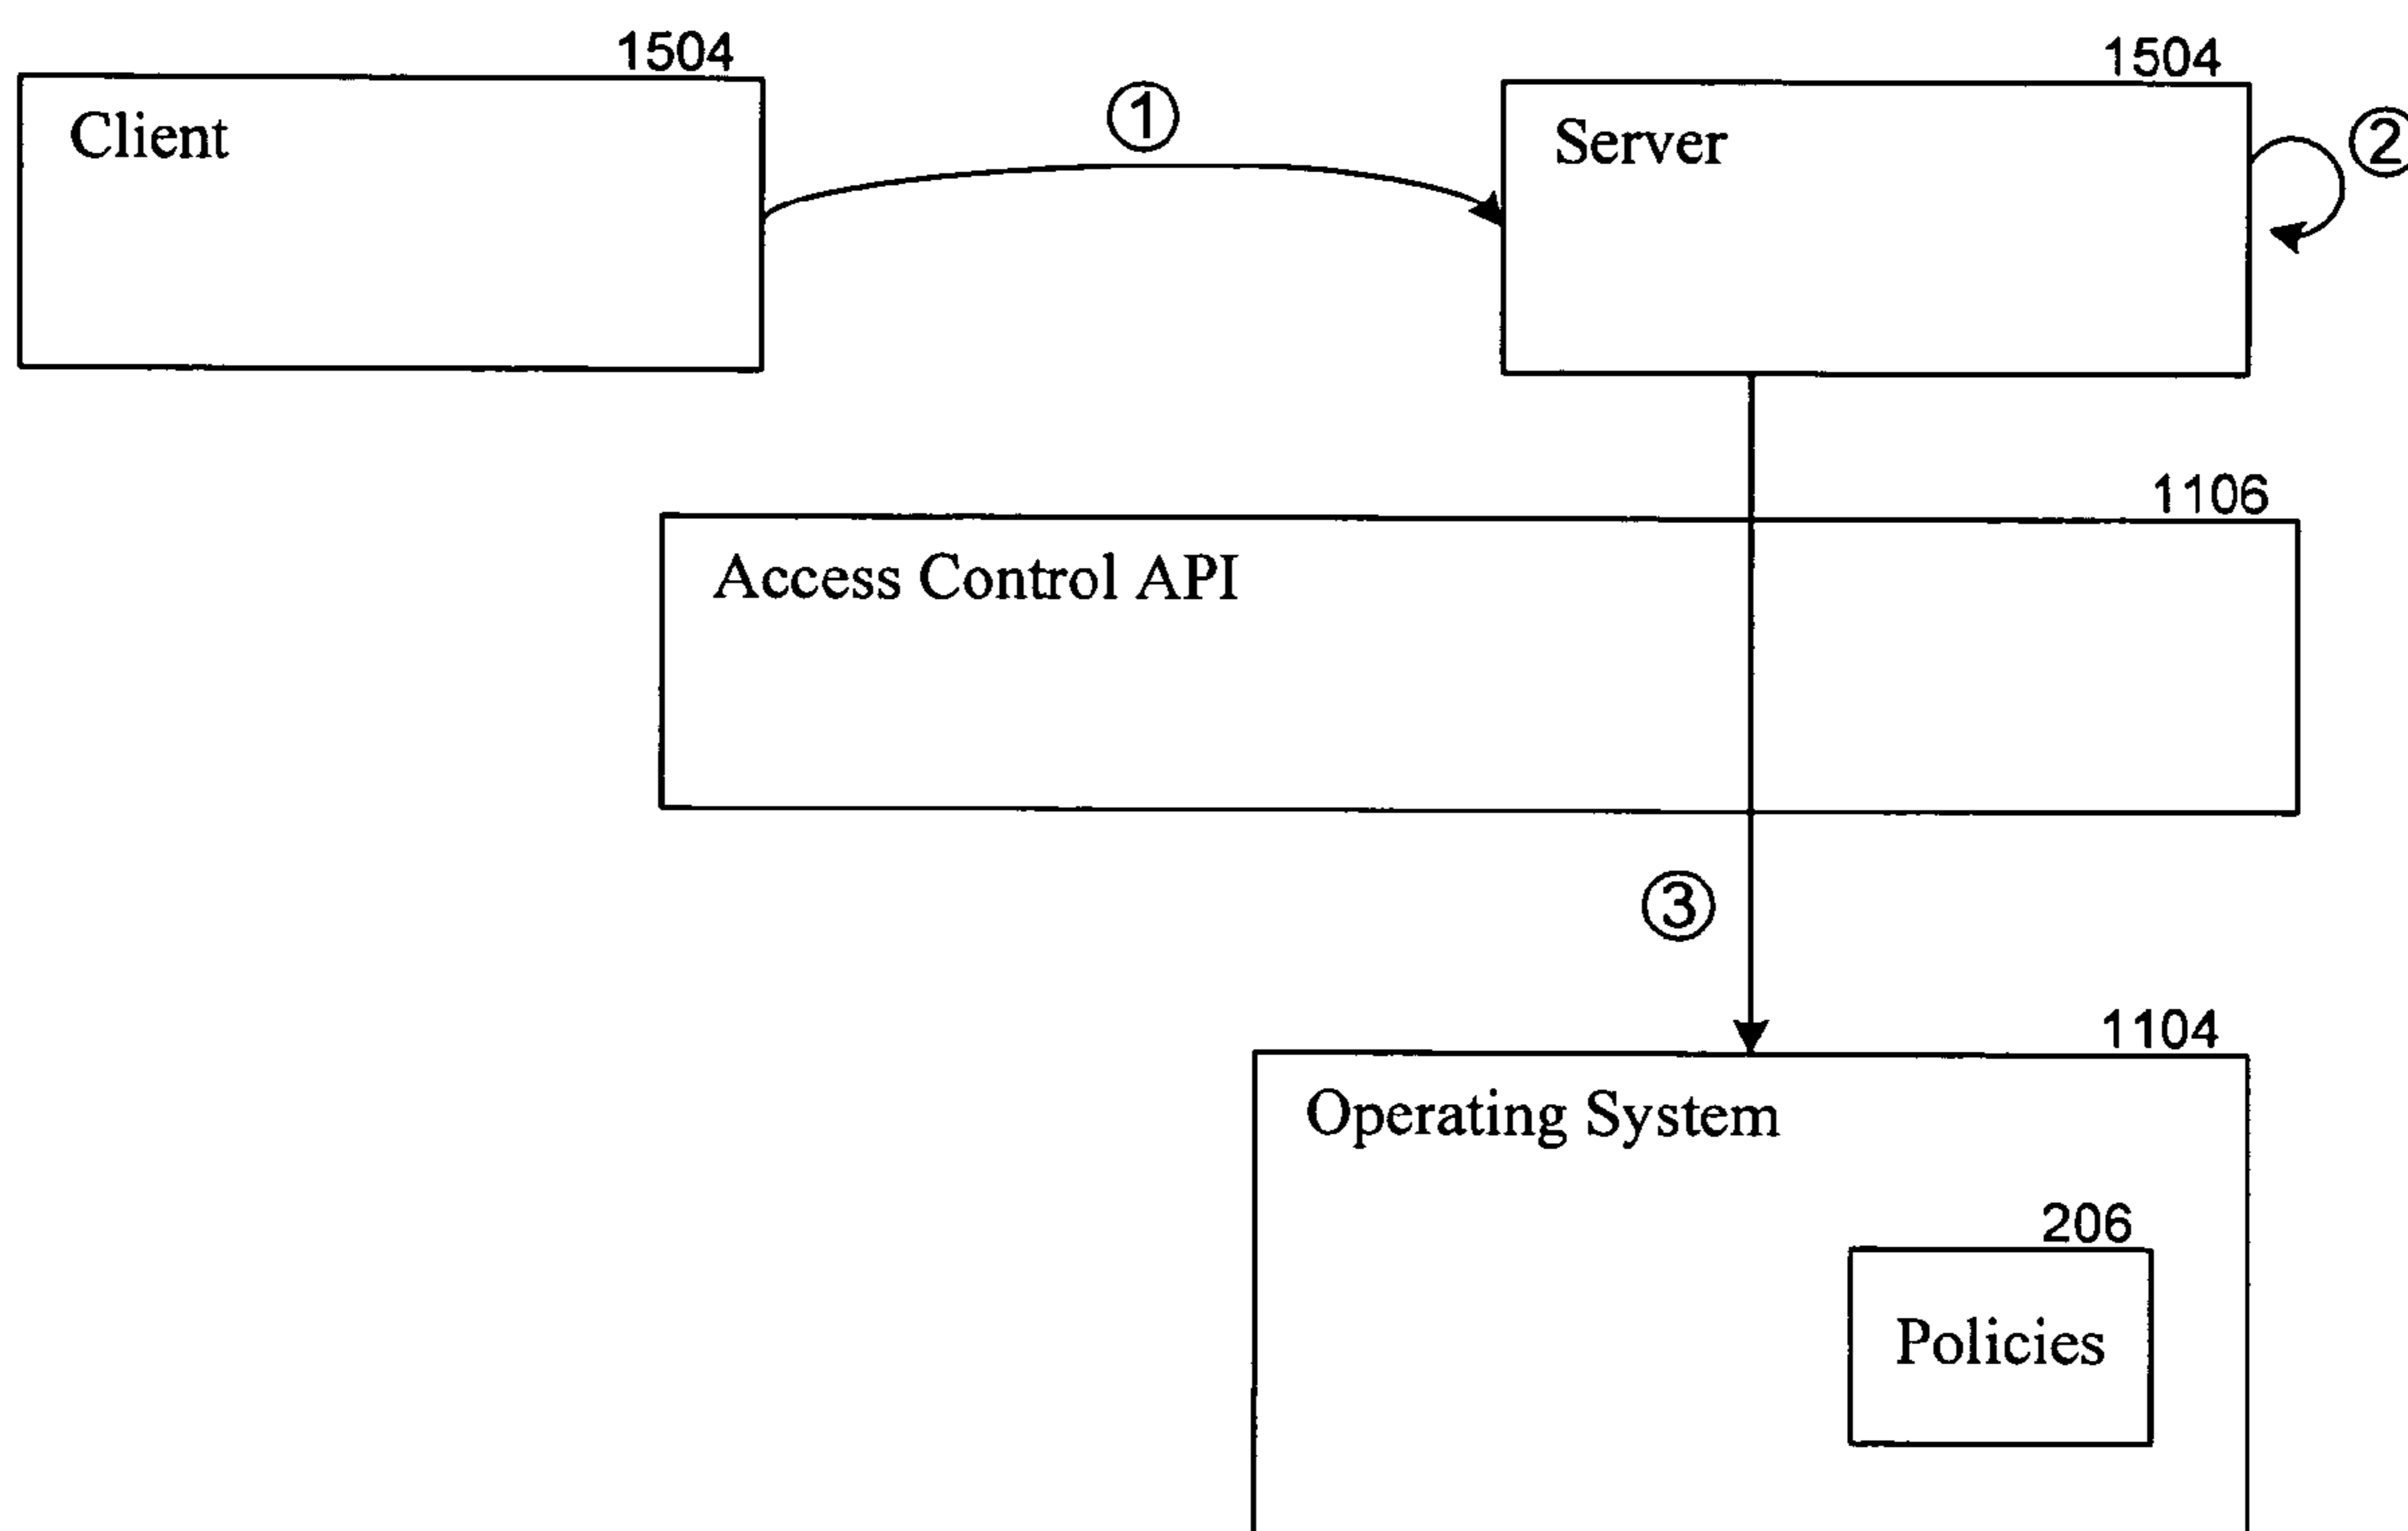 1504
1504
Client
①
Server
②
1106
Access Control API
③
1104
Operating System
206
Policies